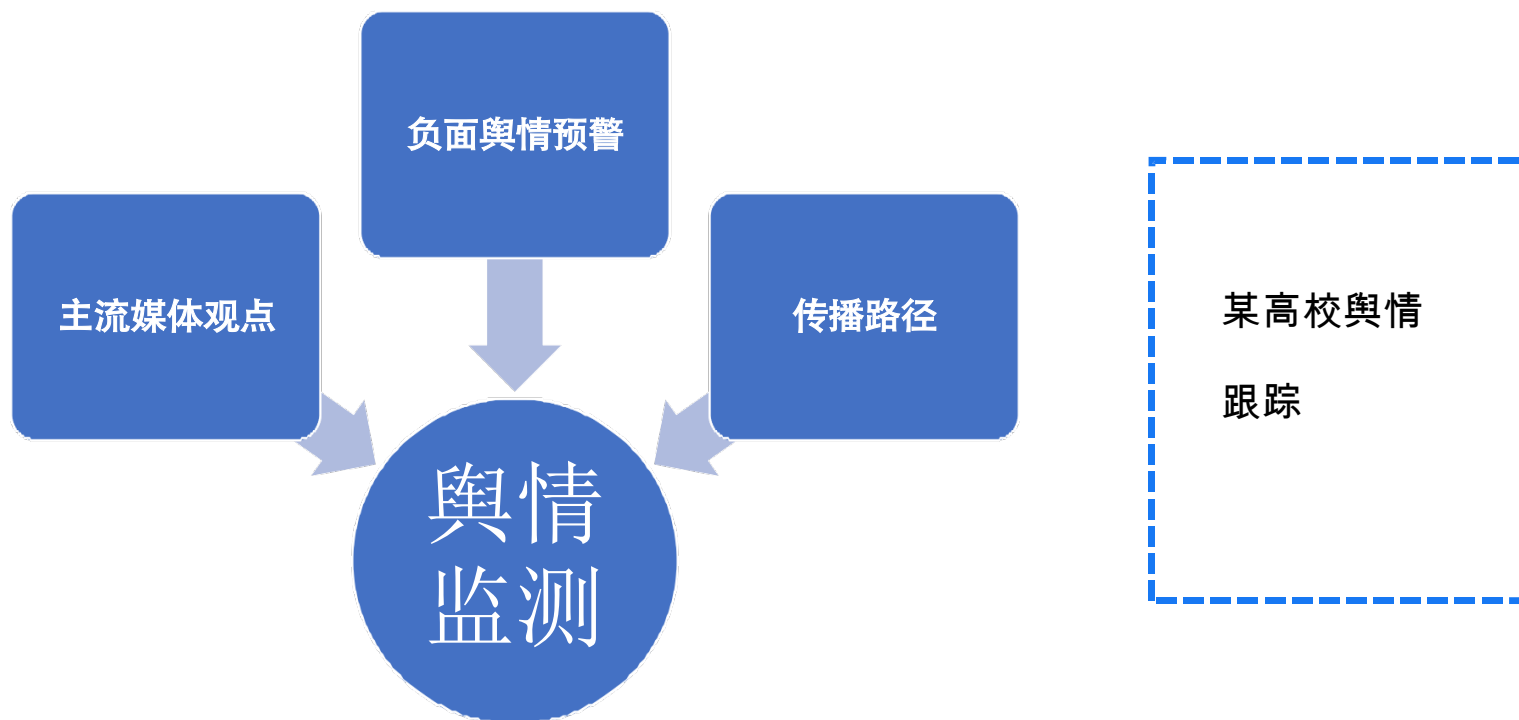 负面舆情预警
主流媒体观点
传播路径
舆情
监测
某高校舆情
跟踪